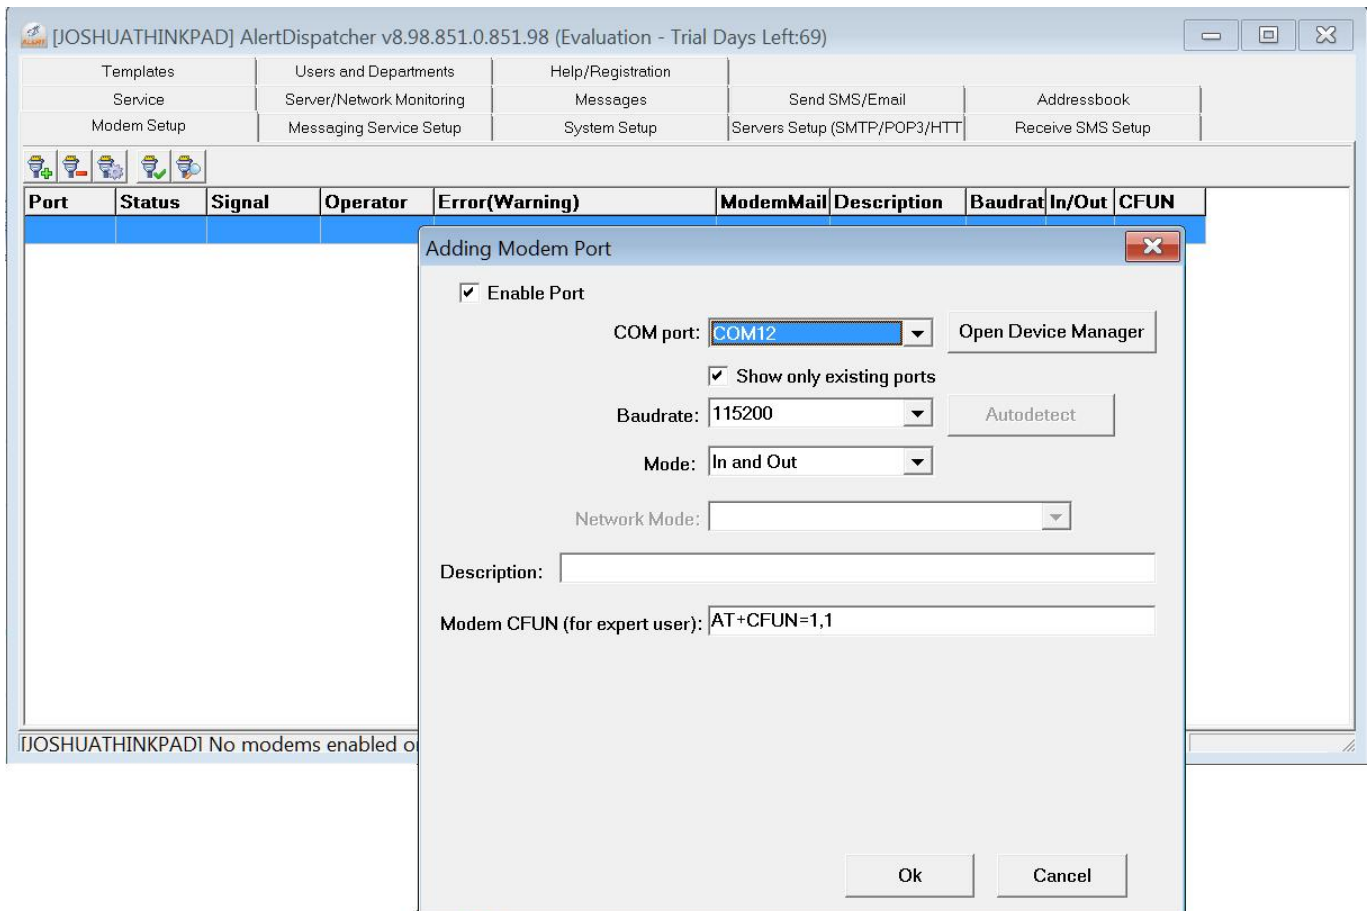 [JOSHUATHINKPAD] AlertDispatcher v8.98.851.0.851.98 (Evaluation - Trial Days Left:69)
Templates Users and Departments Help/Registration
Service Server/Network Monitoring Messages Send SMS/Email Addressbook
Modem Setup Messaging Service Setup System Setup Servers Setup (SMTP/POP3/HTT Receive SMS Setup
Port Status Signal Operator Error(Warning) ModemMail Description Baudrat In/Out CFUN
Adding Modem Port
Enable Port
COM port: COM12 Open Device Manager
Show only existing ports
Baudrate: 115200 Autodetect
Mode: In and Out
Network Mode:
Description:
Modem CFUN (for expert user): AT+CFUN=1,1
[JOSHUATHINKPAD] No modems enabled o
Ok Cancel